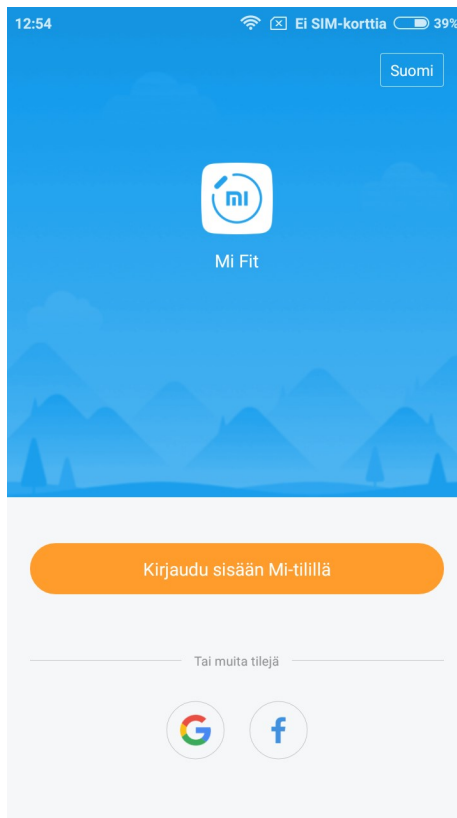 12:54 Ei SIM-korttia 39%
Suomi
mi
Mi Fit
Kirjaudu sisään Mi-tilillä
Tai muita tilejä
G f